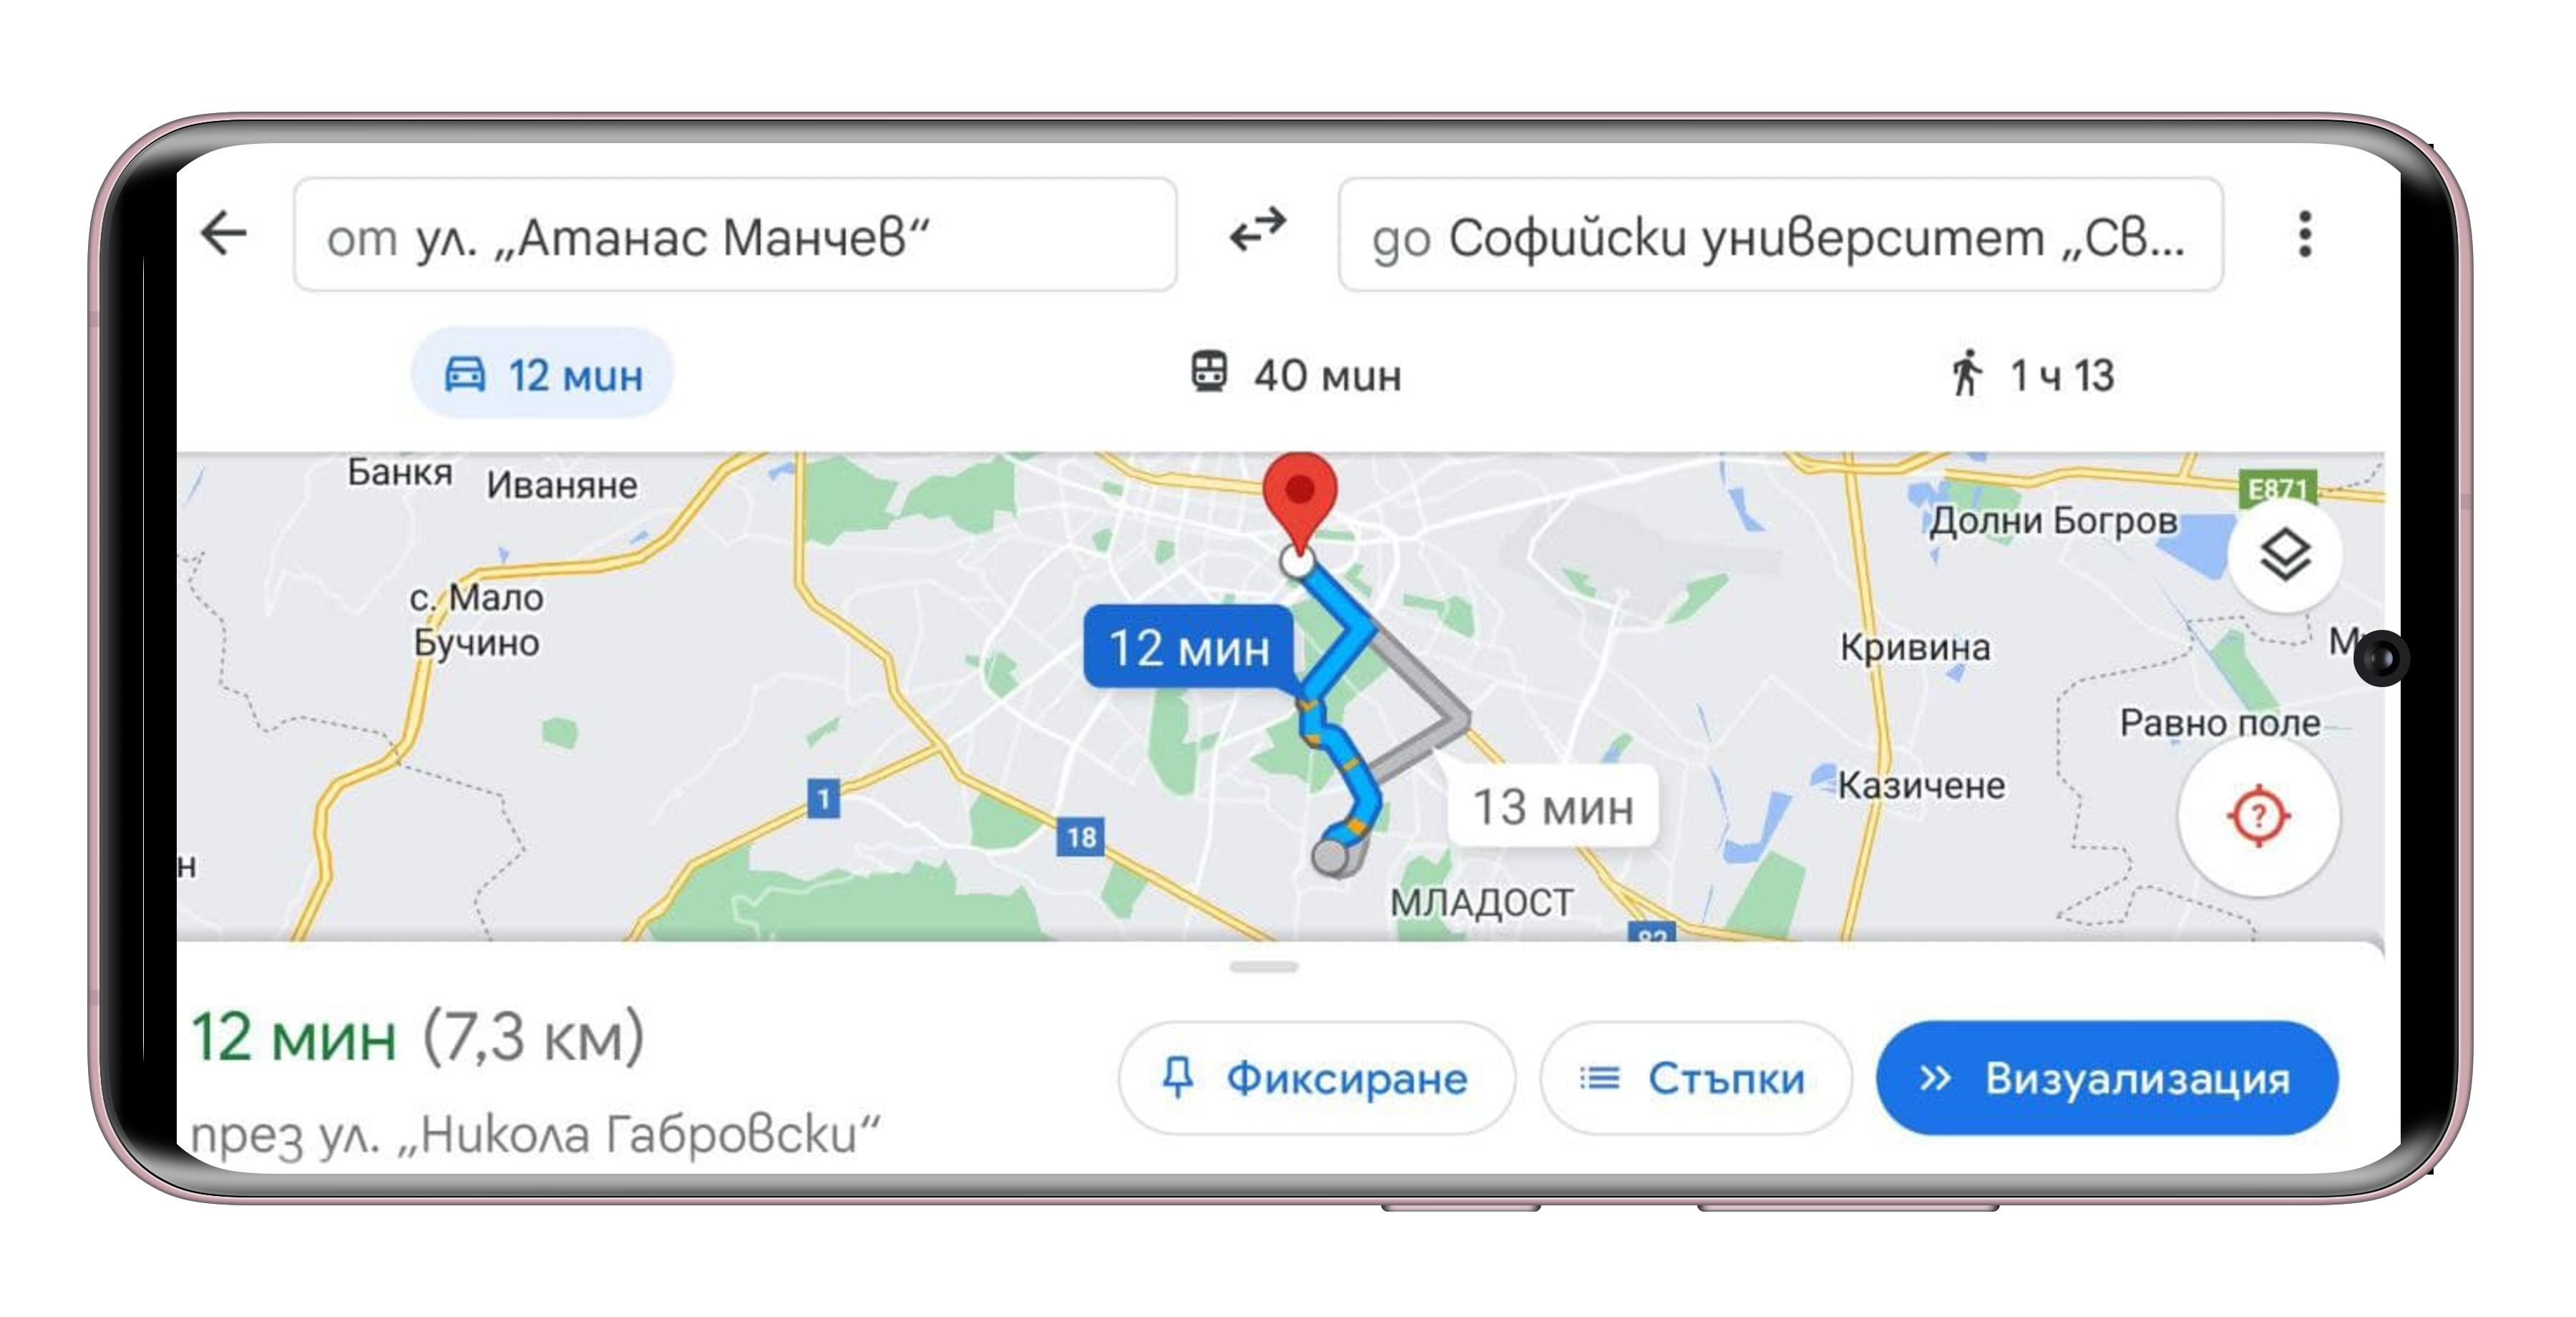 от ул. „Атанас Манчев“
до Софийски университет „Св...
12 мин
40 мин
1 ч 13
Банкя
Иваняне
E871
Долни Богров
с. Мало
Бучино
12 мин
Кривина
Равно поле
1
18
13 мин
Казичене
?
н
МЛАДОСТ
82
12 мин (7,3 км)
през ул. „Никола Габровски“
Фиксиране
Стъпки
Визуализация